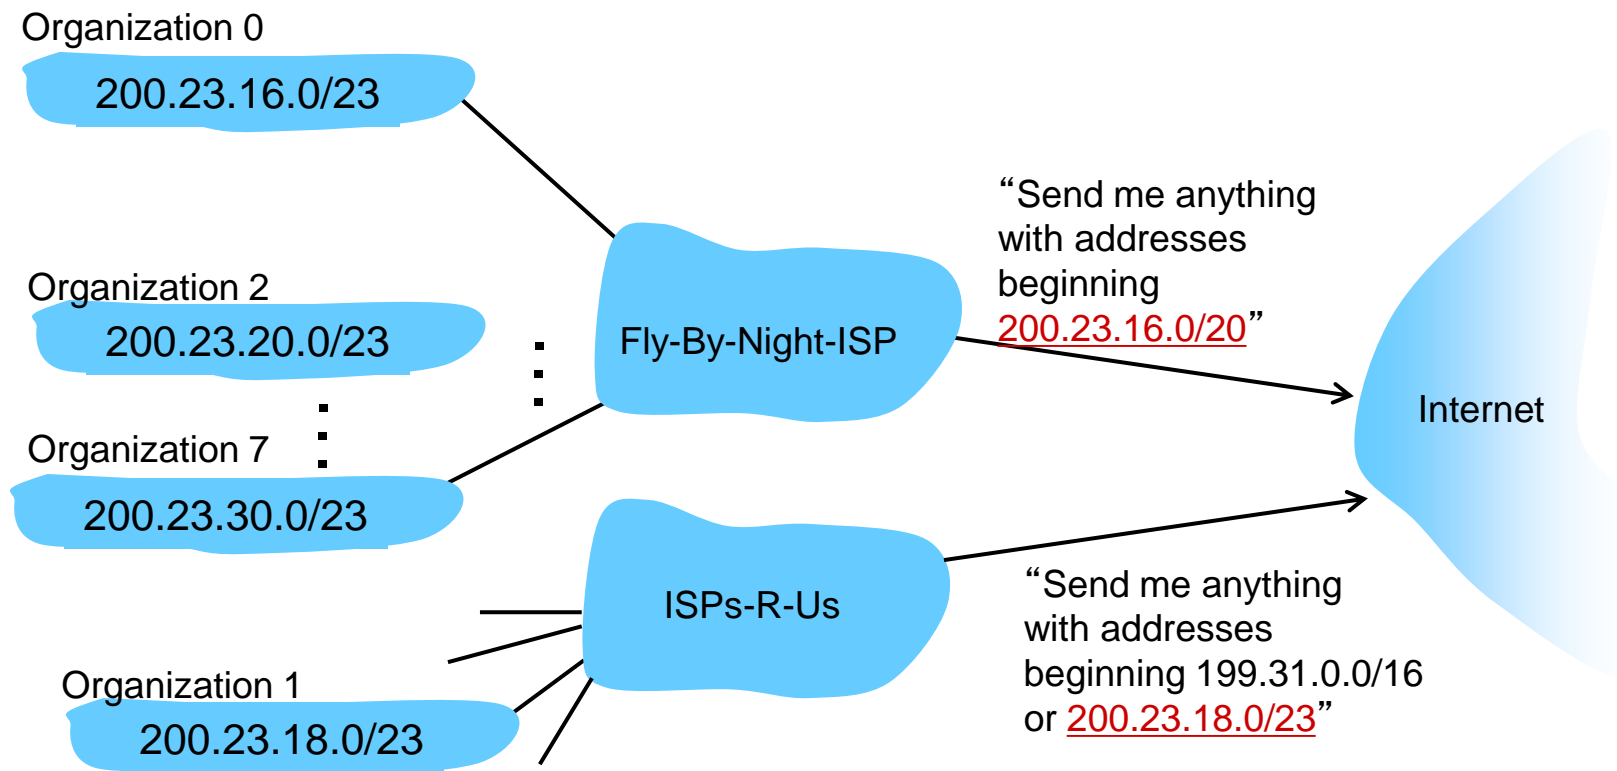 Organization 0
200.23.16.0/23
Organization 2
200.23.20.0/23
Organization 7
200.23.30.0/23
Fly-By-Night-ISP
“Send me anything
with addresses
beginning
200.23.16.0/20”
Internet
ISPs-R-Us
Organization 1
200.23.18.0/23
“Send me anything
with addresses
beginning 199.31.0.0/16
or 200.23.18.0/23”